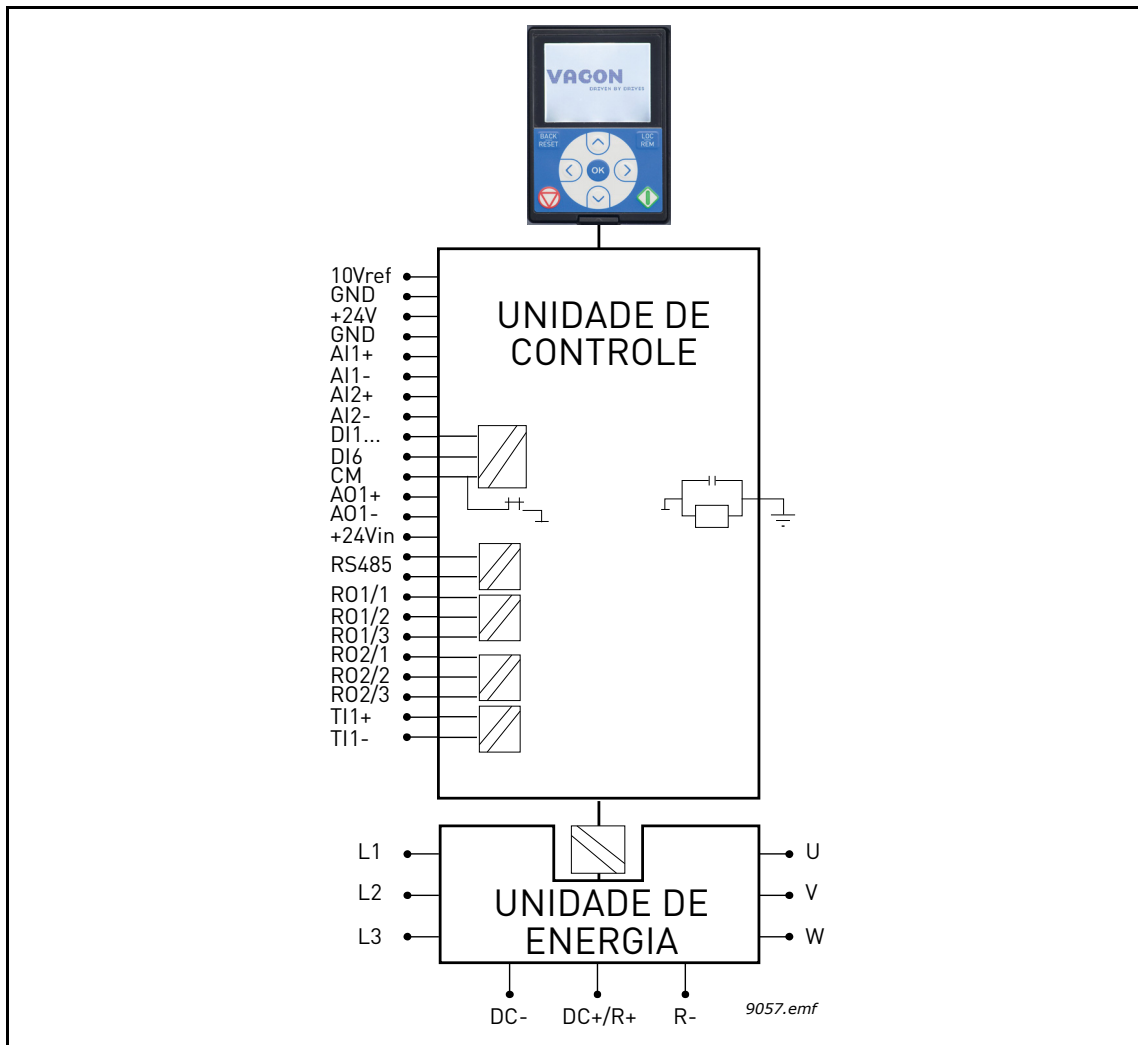 VACON
DRIVEN BY DRIVES
BACK
RESET
LOC
REM
OK
10Vref
GND
+24V
GND
AI1+
AI1-
AI2+
AI2-
DI1...
DI6
CM
AO1+
AO1-
+24Vin
RS485
RO1/1
RO1/2
RO1/3
RO2/1
RO2/2
RO2/3
TI1+
TI1-
UNIDADE DE
CONTROLE
L1
L2
L3
UNIDADE DE
ENERGIA
U
V
W
DC-
DC+/R+
R-
9057.emf